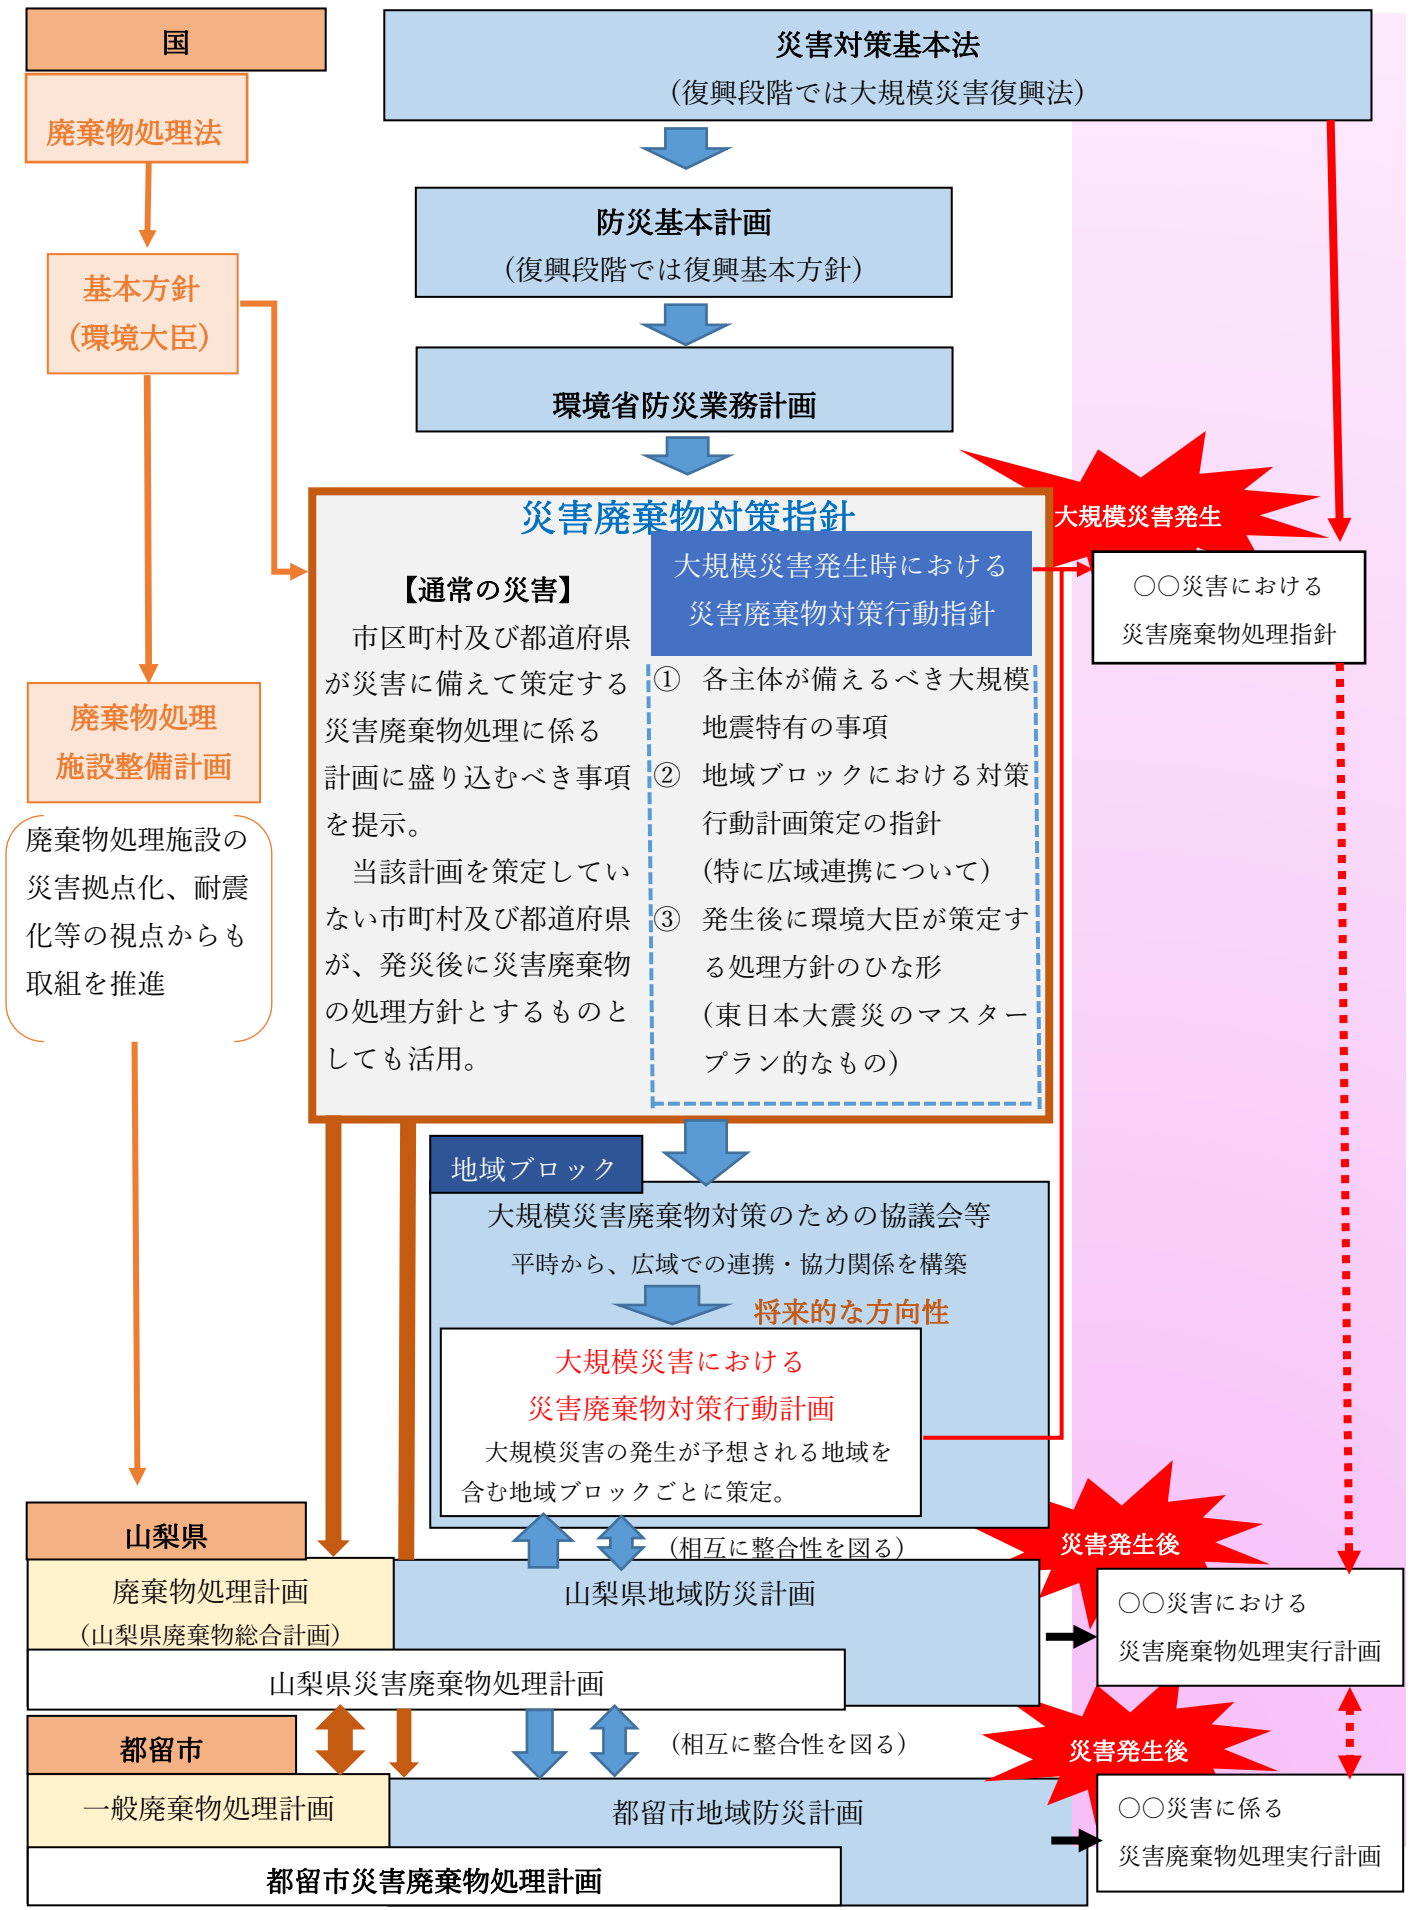 国
廃棄物処理法
基本方針
(環境大臣)
廃棄物処理
施設整備計画
廃棄物処理施設の
災害拠点化、耐震
化等の視点からも
取組を推進
災害対策基本法
(復興段階では大規模災害復興法)
防災基本計画
(復興段階では復興基本方針)
環境省防災業務計画
災害廃棄物対策指針
【通常の災害】
市区町村及び都道府県
が災害に備えて策定する
災害廃棄物処理に係る
計画に盛り込むべき事項
を提示。
当該計画を策定してい
ない市町村及び都道府県
が、発災後に災害廃棄物
の処理方針とするものと
しても活用。
大規模災害発生時における
災害廃棄物対策行動指針
① 各主体が備えるべき大規模
地震特有の事項
② 地域ブロックにおける対策
行動計画策定の指針
(特に広域連携について)
③ 発生後に環境大臣が策定す
る処理方針のひな形
(東日本大震災のマスター
プラン的なもの)
大規模災害発生
〇〇災害における
災害廃棄物処理指針
地域ブロック
大規模災害廃棄物対策のための協議会等
平時から、広域での連携・協力関係を構築
将来的な方向性
大規模災害における
災害廃棄物対策行動計画
大規模災害の発生が予想される地域を
含む地域ブロックごとに策定。
(相互に整合性を図る)
山梨県
廃棄物処理計画
(山梨県廃棄物総合計画)
山梨県地域防災計画
山梨県災害廃棄物処理計画
災害発生後
〇〇災害における
災害廃棄物処理実行計画
(相互に整合性を図る)
都留市
一般廃棄物処理計画
都留市地域防災計画
都留市災害廃棄物処理計画
災害発生後
〇〇災害に係る
災害廃棄物処理実行計画